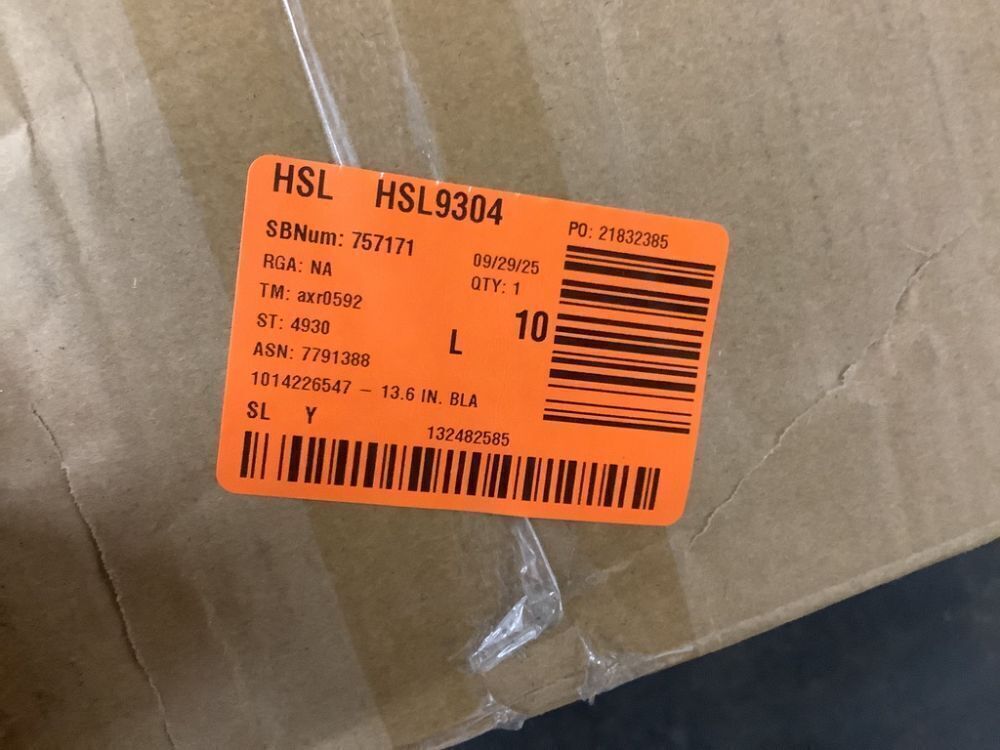 HSL HSL9304
SBNum: 757171
PO: 21832385
RGA: NA
09/29/25
TM: axr0592
QTY: 1
ST: 4930
L
10
ASN: 7791388
1014226547 – 13.6 IN. BLA
SL Y
132482585